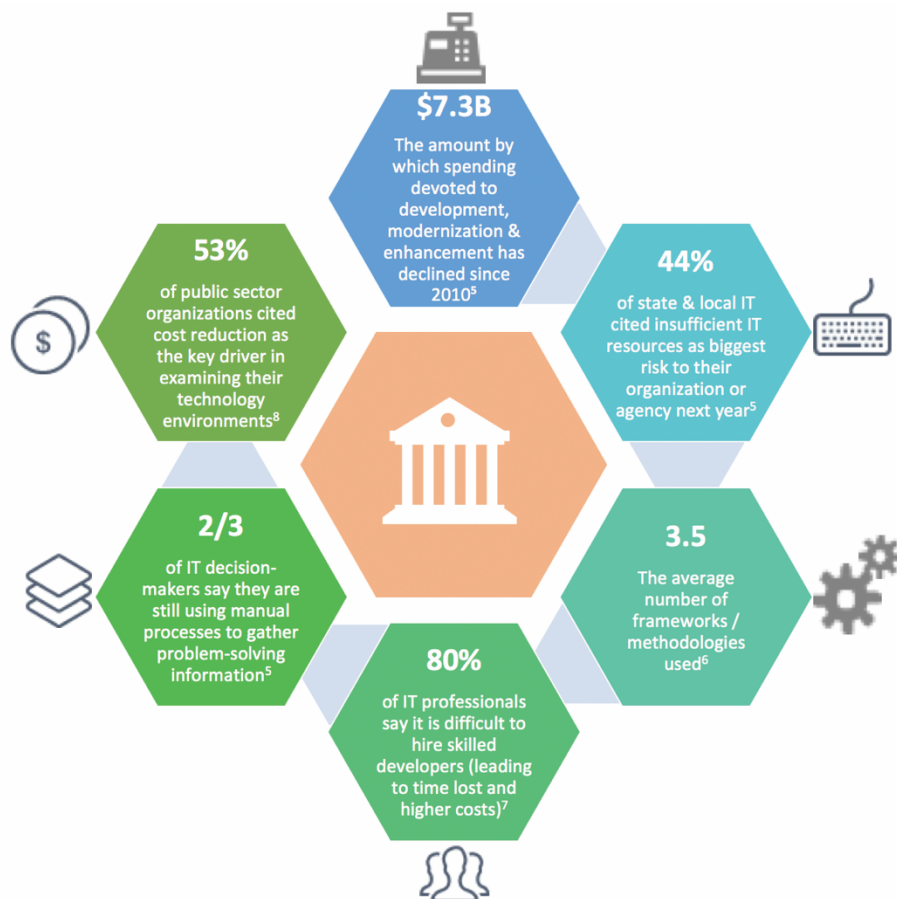 $7.3B
The amount by
which spending
devoted to
development,
modernization &
enhancement has
declined since
2010⁵
44%
of state & local IT
cited insufficient IT
resources as biggest
risk to their
organization or
agency next year⁵
3.5
The average
number of
frameworks /
methodologies
used⁶
80%
of IT professionals
say it is difficult to
hire skilled
developers (leading
to time lost and
higher costs)⁷
2/3
of IT decision-
makers say they are
still using manual
processes to gather
problem-solving
information⁵
53%
of public sector
organizations cited
cost reduction as
the key driver in
examining their
technology
environments⁸
$